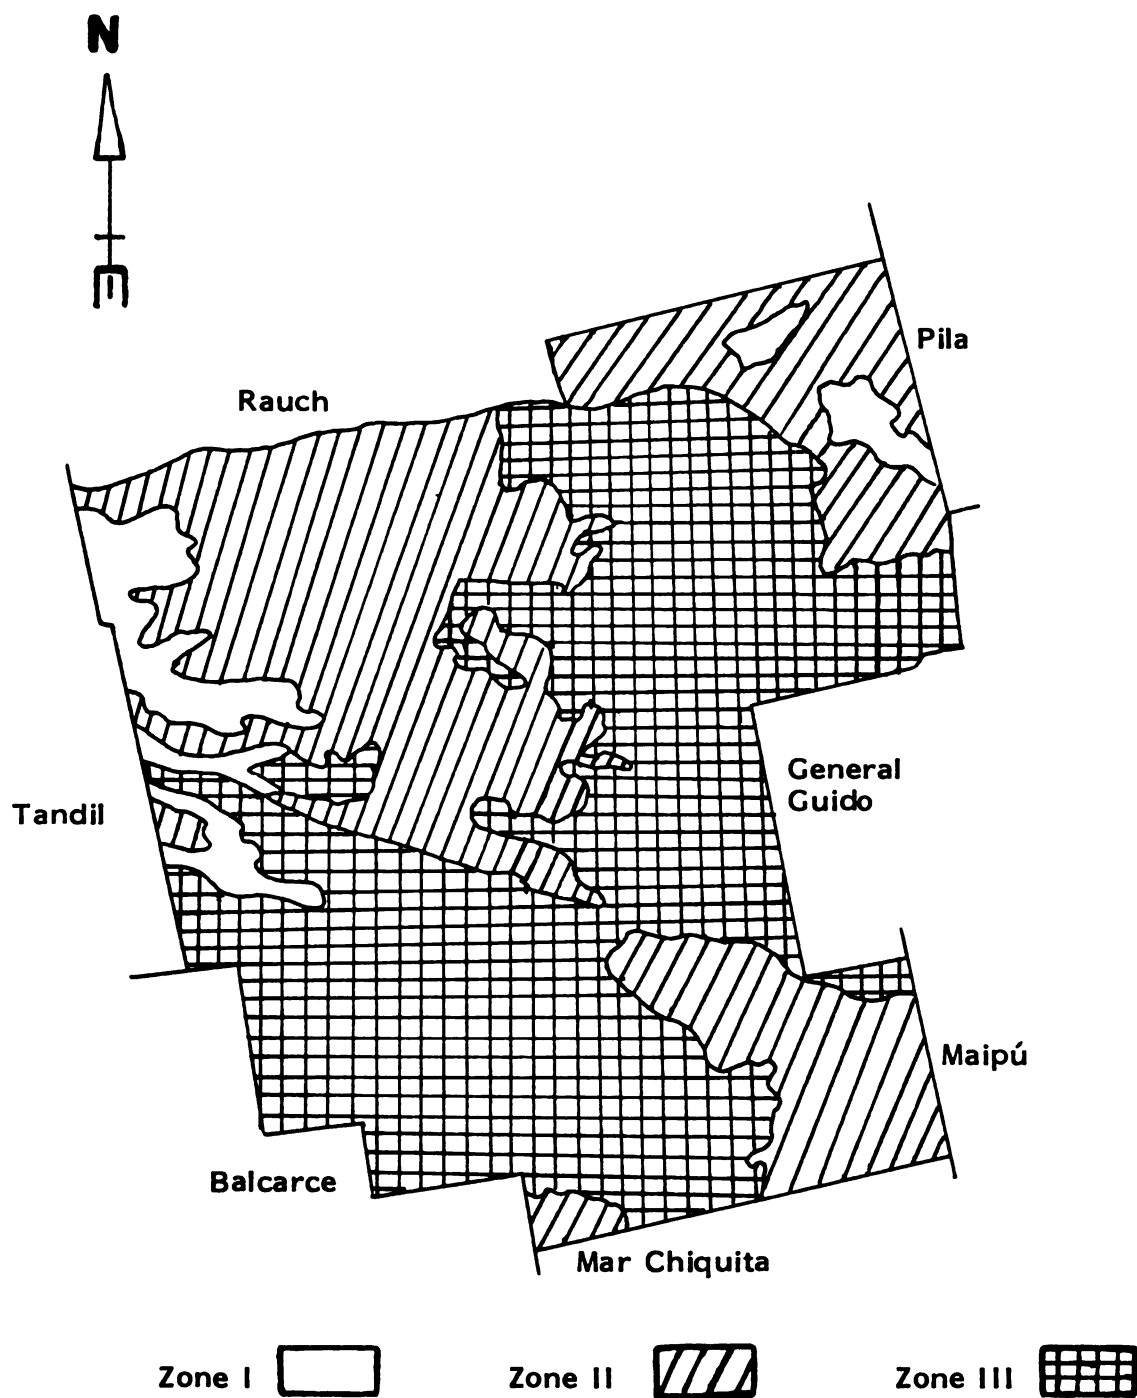 N
Pila
Rauch
General
Guido
Tandil
Maipú
Balcarce
Mar Chiquita
Zone I
Zone II
Zone III